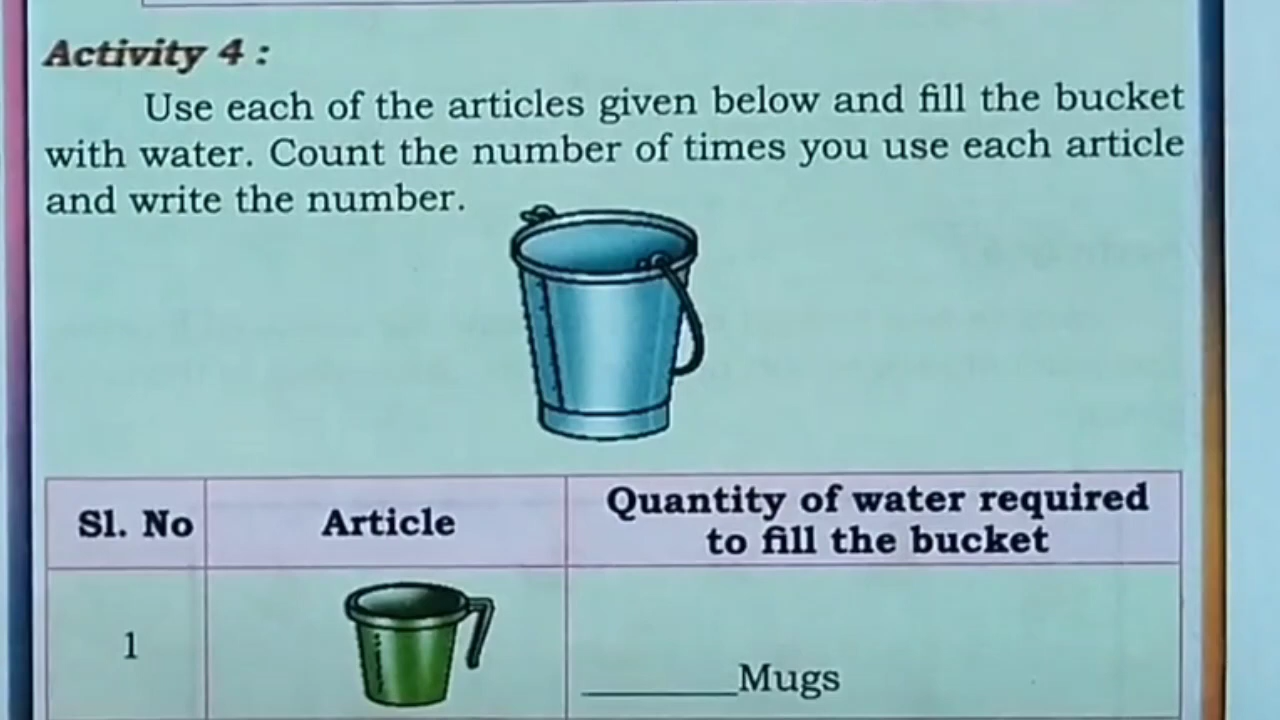 Activity 4 :
Use each of the articles given below and fill the bucket
with water. Count the number of times you use each article
and write the number.
Sl. No
Article
Quantity of water required
to fill the bucket
1
_______Mugs